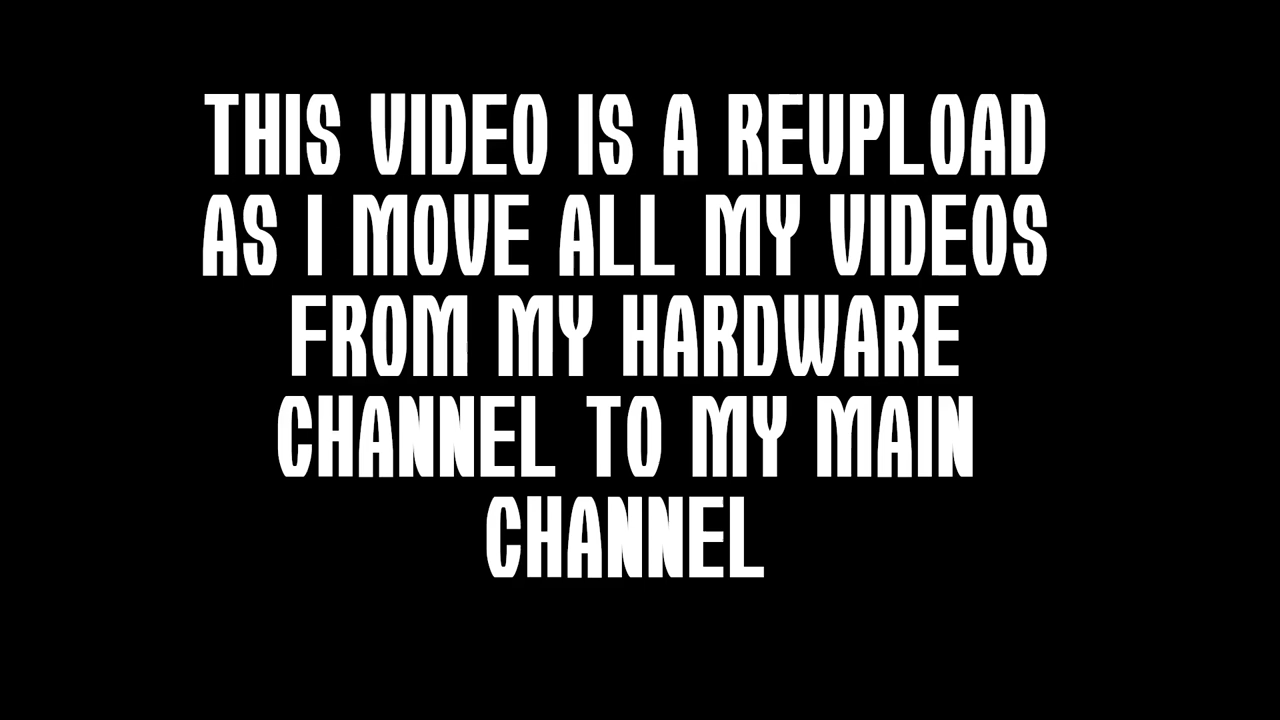 THIS VIDEO IS A REUPLOAD
AS I MOVE ALL MY VIDEOS
FROM MY HARDWARE
CHANNEL TO MY MAIN
CHANNEL